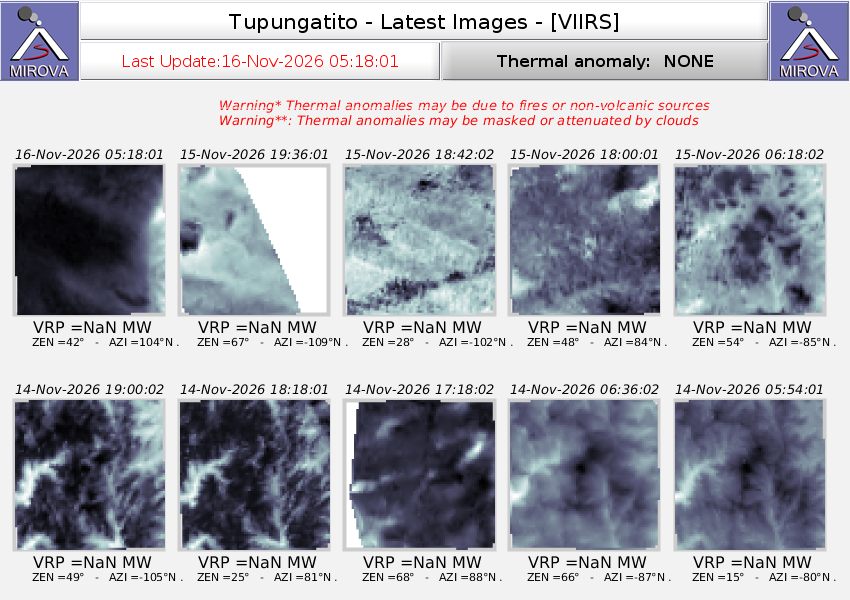 Tupungatito - Latest Images - [VIIRS]
MIROVA
Last Update:16-Nov-2026 05:18:01
Thermal anomaly: NONE
MIROVA
Warning* Thermal anomalies may be due to fires or non-volcanic sources
Warning**: Thermal anomalies may be masked or attenuated by clouds
16-Nov-2026 05:18:01
15-Nov-2026 19:36:01
15-Nov-2026 18:42:02
15-Nov-2026 18:00:01
15-Nov-2026 06:18:02
VRP =NaN MW
VRP =NaN MW
VRP =NaN MW
VRP =NaN MW
VRP =NaN MW
ZEN =42° - AZI =104°N .
ZEN =67° - AZI =-109°N .
ZEN =28° - AZI =-102°N .
ZEN =48° - AZI =84°N .
ZEN =54° - AZI =-85°N .
14-Nov-2026 19:00:02
14-Nov-2026 18:18:01
14-Nov-2026 17:18:02
14-Nov-2026 06:36:02
14-Nov-2026 05:54:01
VRP =NaN MW
VRP =NaN MW
VRP =NaN MW
VRP =NaN MW
VRP =NaN MW
ZEN =49° - AZI =-105°N .
ZEN =25° - AZI =81°N .
ZEN =68° - AZI =88°N .
ZEN =66° - AZI =-87°N .
ZEN =15° - AZI =-80°N .